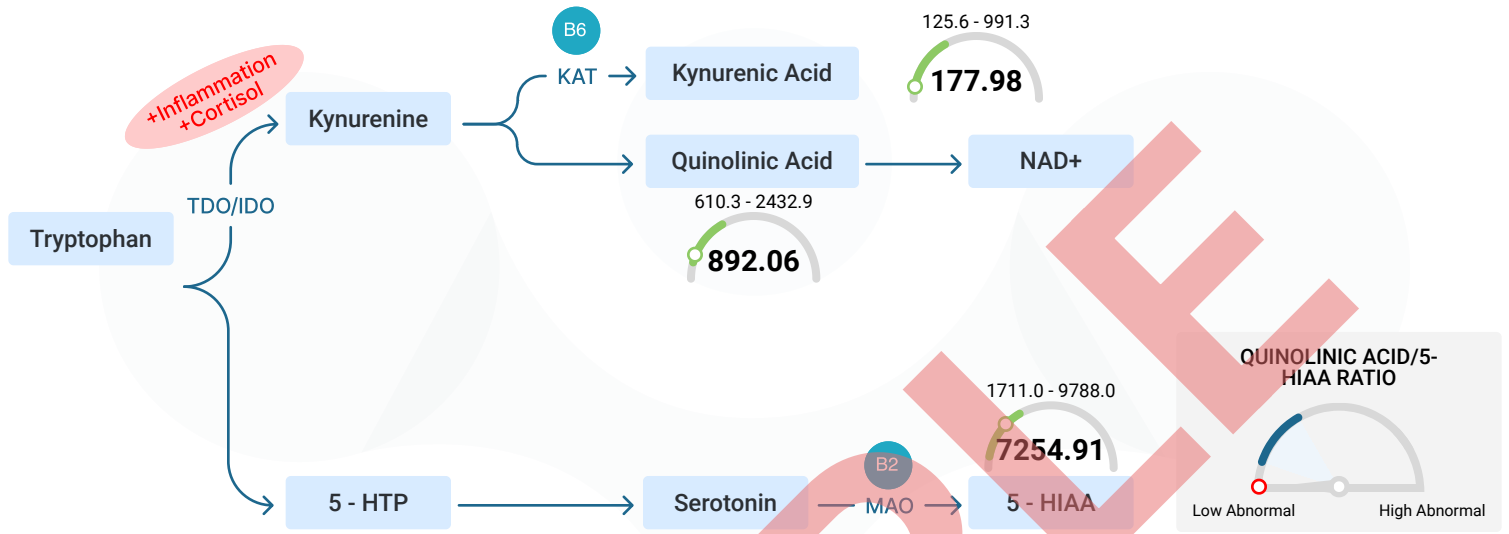 B6
125.6 - 991.3
+Inflammation
+Cortisol
KAT
Kynurenic Acid
177.98
Kynurenine
Quinolinic Acid
NAD+
TDO/IDO
610.3 - 2432.9
Tryptophan
892.06
QUINOLINIC ACID/5-
HIAA RATIO
1711.0 - 9788.0
7254.91
B2
5 - HTP
Serotonin
MAO
5 - HIAA
Low Abnormal
High Abnormal